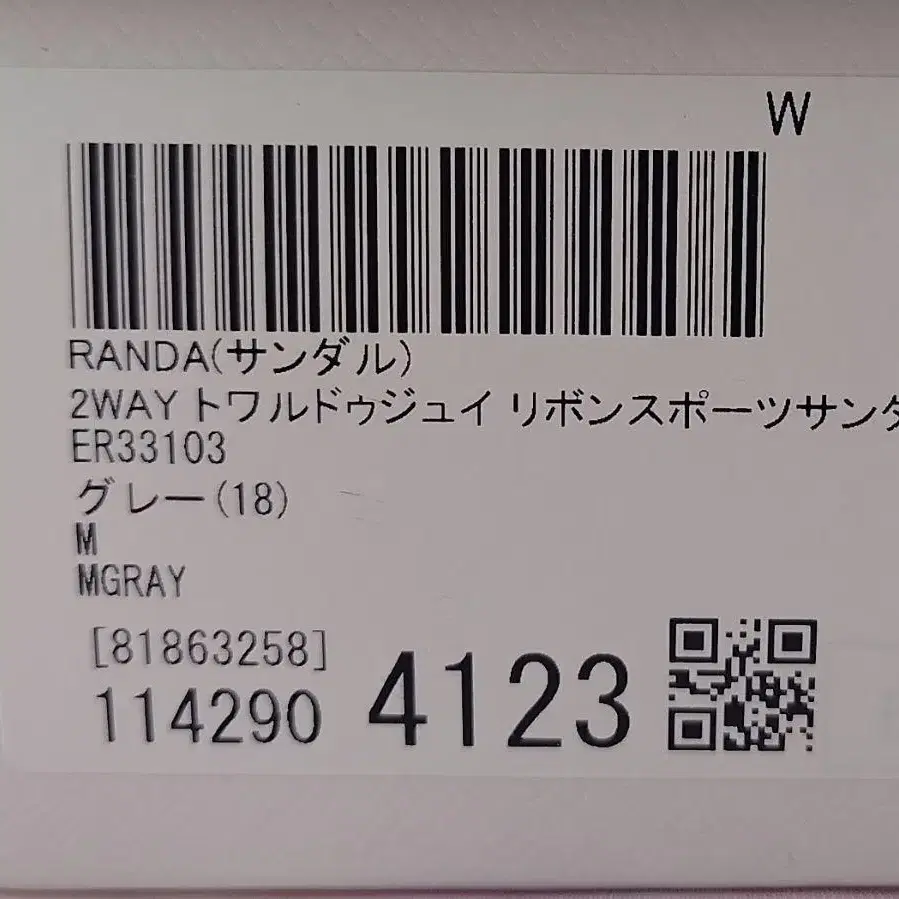 W
RANDA(サンダル)
2WAY トワルドゥジュイ リボンスポーツサンダ
ER33103
グレー(18)
M
MGRAY
[81863258]
114290 4123